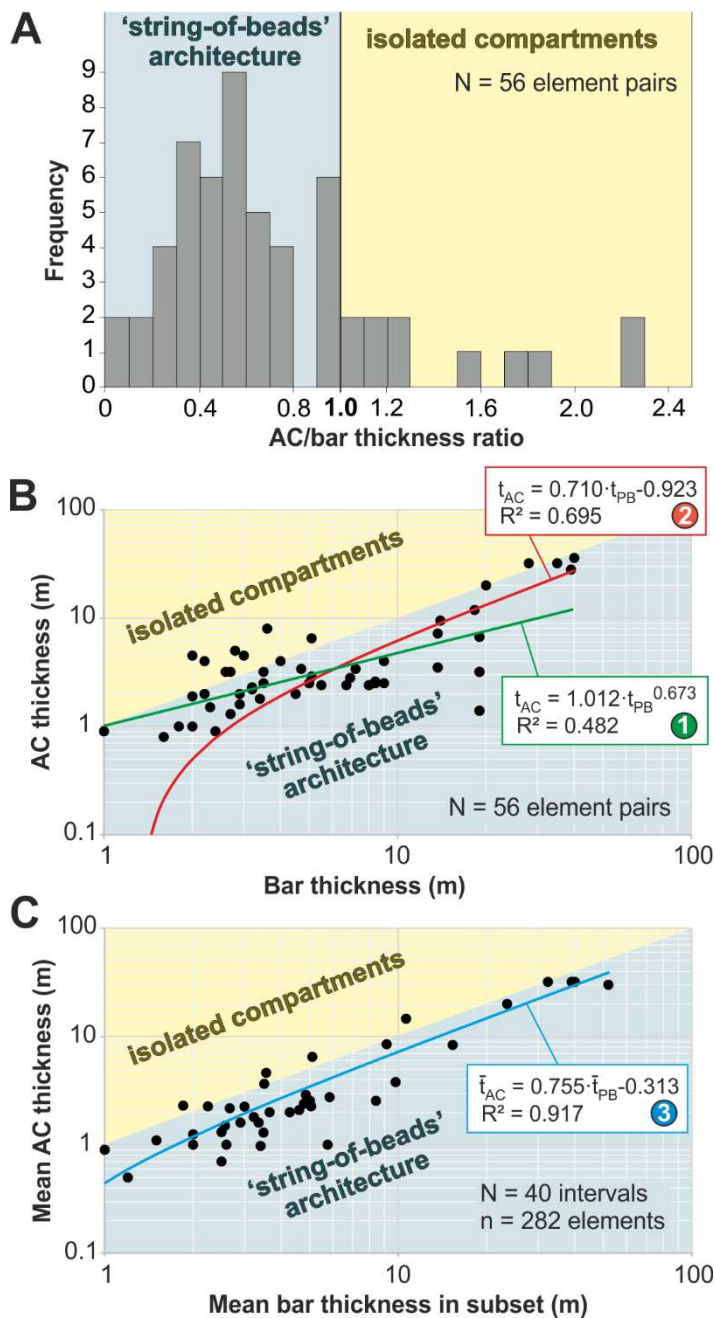 A
'string-of-beads'
architecture
isolated compartments
N = 56 element pairs
Frequency
9
8
7
6
5
4
3
2
1
0
0
0.4
0.8
1.0
1.2
1.6
2.0
2.4
AC/bar thickness ratio
B
100
10
1
0.1
AC thickness (m)
isolated compartments
t_AC = 0.710·t_PB-0.923
R² = 0.695
2
t_AC = 1.012·t_PB^0.673
R² = 0.482
1
'string-of-beads'
architecture
N = 56 element pairs
1
10
100
Bar thickness (m)
C
100
10
1
0.1
Mean AC thickness (m)
isolated compartments
t̄_AC = 0.755·t̄_PB-0.313
R² = 0.917
3
'string-of-beads'
architecture
N = 40 intervals
n = 282 elements
1
10
100
Mean bar thickness in subset (m)